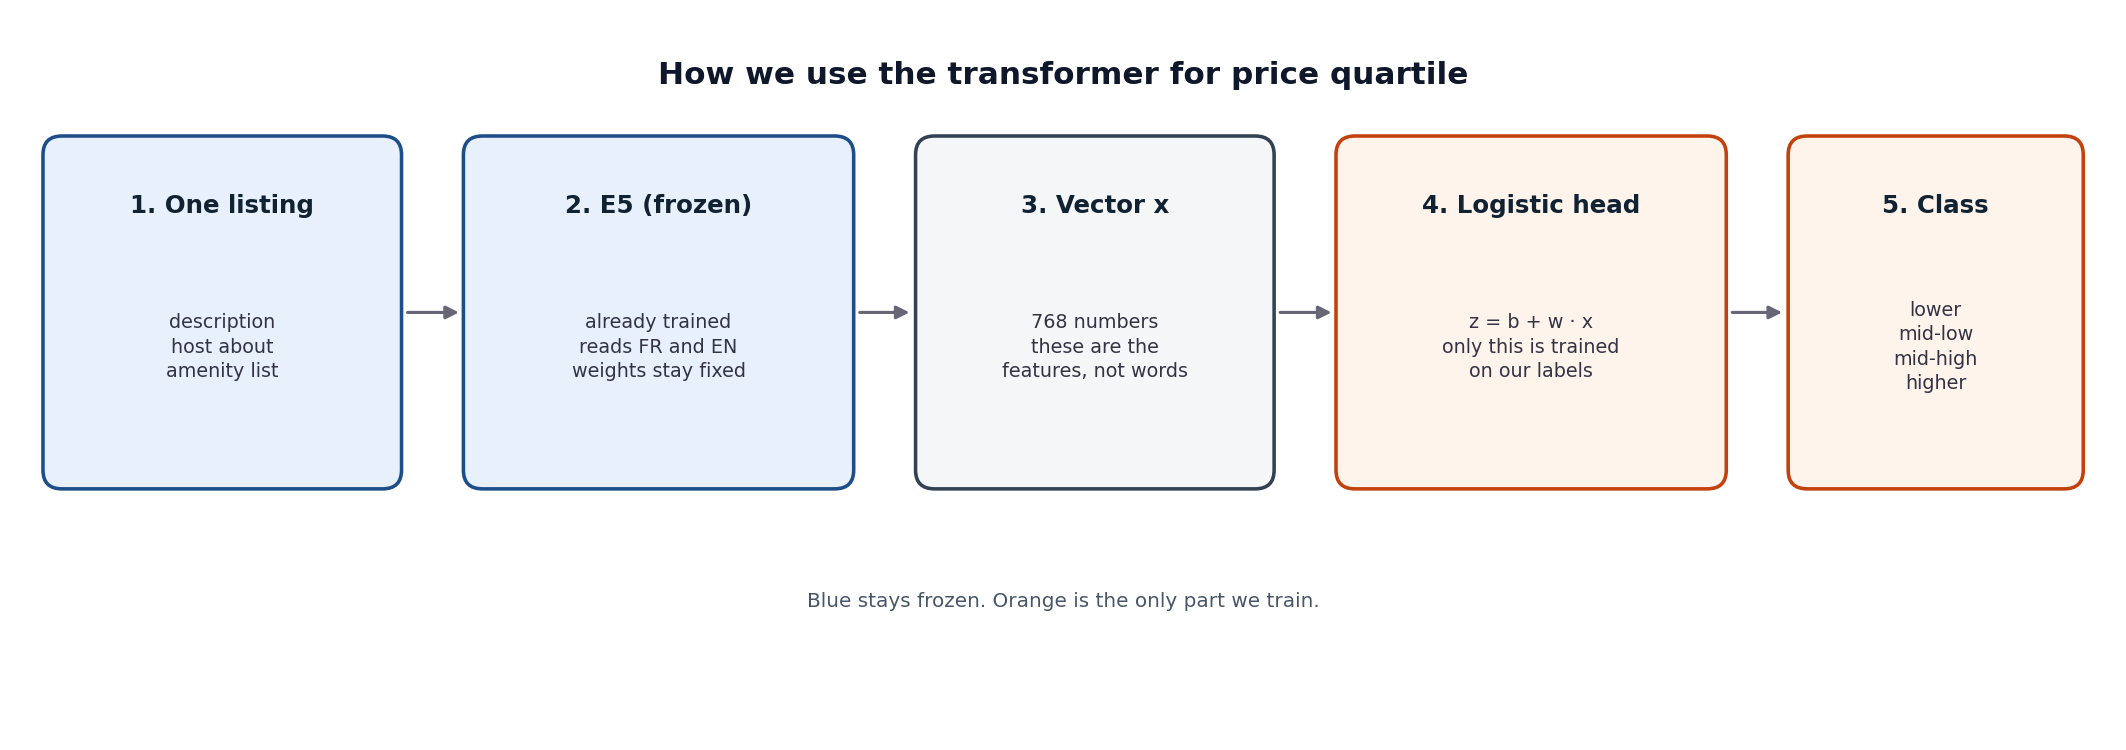 How we use the transformer for price quartile
1. One listing
description
host about
amenity list
2. E5 (frozen)
already trained
reads FR and EN
weights stay fixed
3. Vector x
768 numbers
these are the
features, not words
4. Logistic head
z = b + w · x
only this is trained
on our labels
5. Class
lower
mid-low
mid-high
higher
Blue stays frozen. Orange is the only part we train.